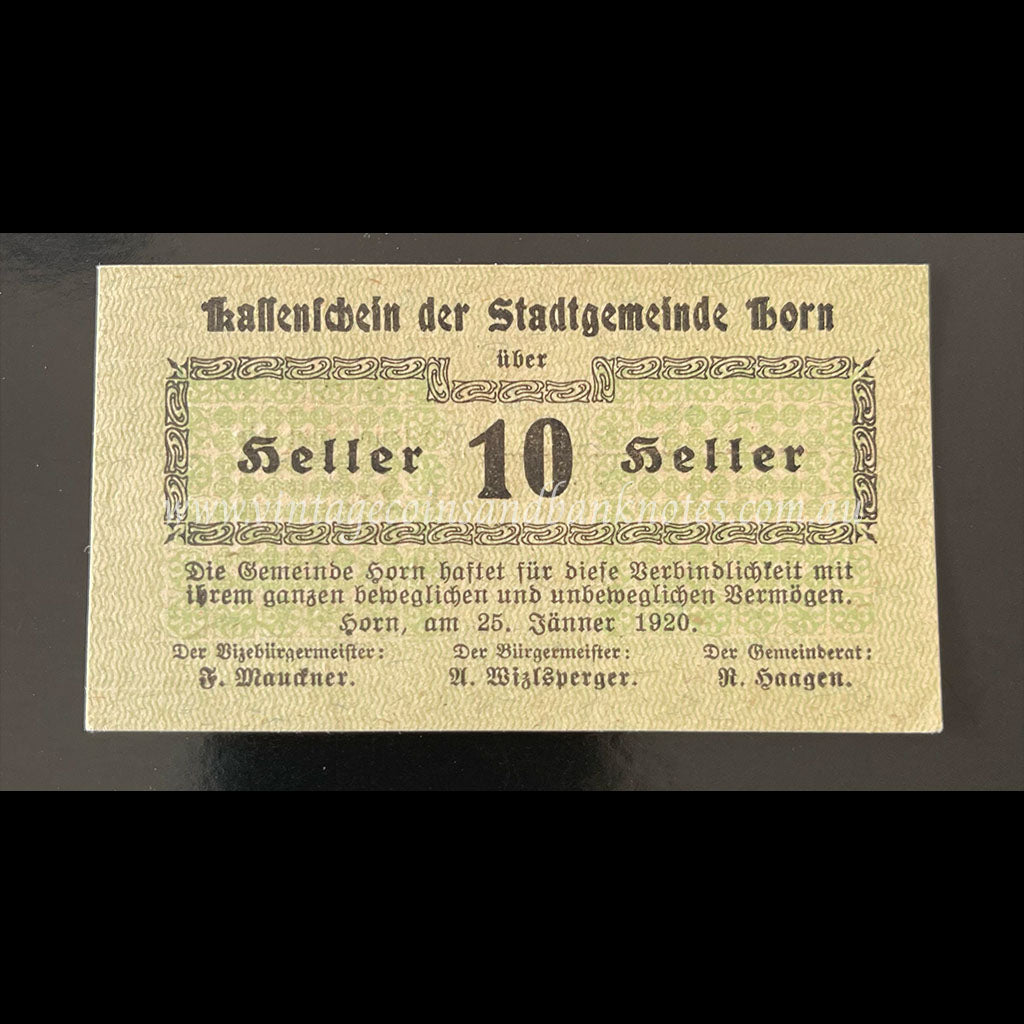 Kassenschein der Stadtgemeinde Horn
über
Heller 10 Heller
www.vintagecoinsandbanknotes.com.au
Die Gemeinde Horn haftet für diese Verbindlichkeit mit
ihrem ganzen beweglichen und unbeweglichen Vermögen.
Horn, am 25. Jänner 1920.
Der Vizebürgermeister: Der Bürgermeister: Der Gemeinderat:
F. Mauckner. A. Wizlsperger. R. Haagen.